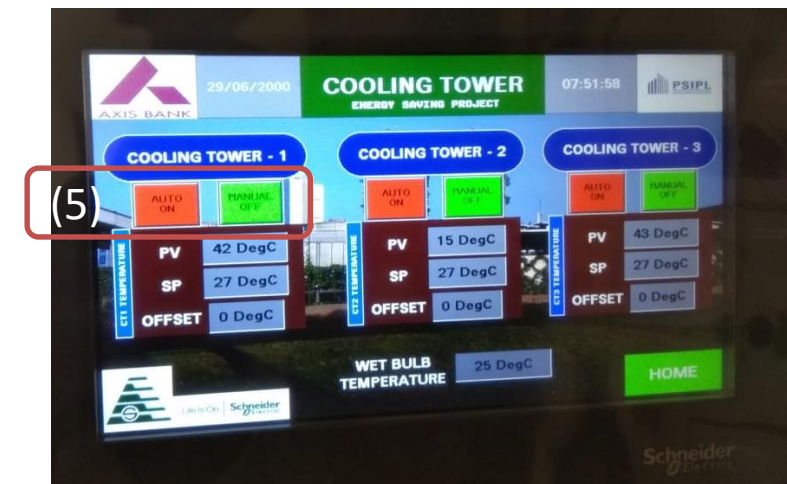 AXIS BANK
29/06/2000
COOLING TOWER
ENERGY SAVING PROJECT
07:51:58
PSIPL
COOLING TOWER - 1
COOLING TOWER - 2
COOLING TOWER - 3
(5)
AUTO
ON
MANUAL
OFF
AUTO
ON
MANUAL
OFF
AUTO
ON
MANUAL
OFF
CT1 TEMPERATURE
PV
42 DegC
SP
27 DegC
OFFSET
0 DegC
CT2 TEMPERATURE
PV
15 DegC
SP
27 DegC
OFFSET
0 DegC
CT3 TEMPERATURE
PV
43 DegC
SP
27 DegC
OFFSET
0 DegC
WET BULB
TEMPERATURE
25 DegC
HOME
Life Is On
Schneider
Electric
Schneider
Electric